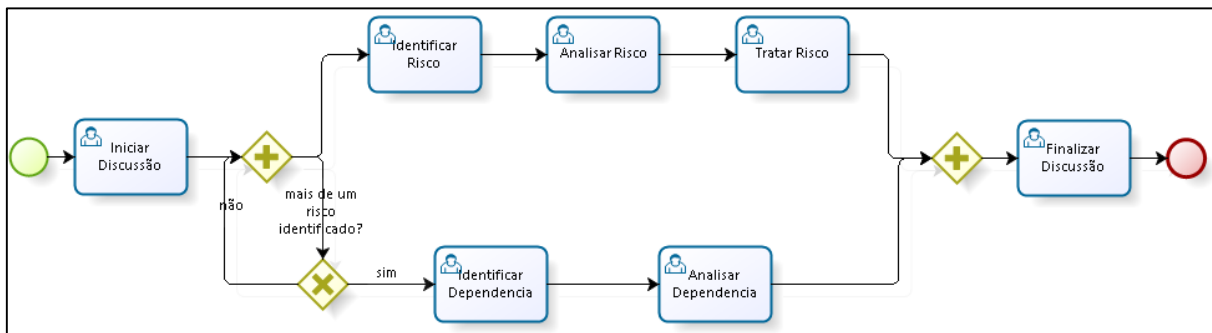 Identificar
Risco
Analisar Risco
Tratar Risco
Iniciar
Discussão
Finalizar
Discussão
não
mais de um
risco
identificado?
sim
Identificar
Dependencia
Analisar
Dependencia